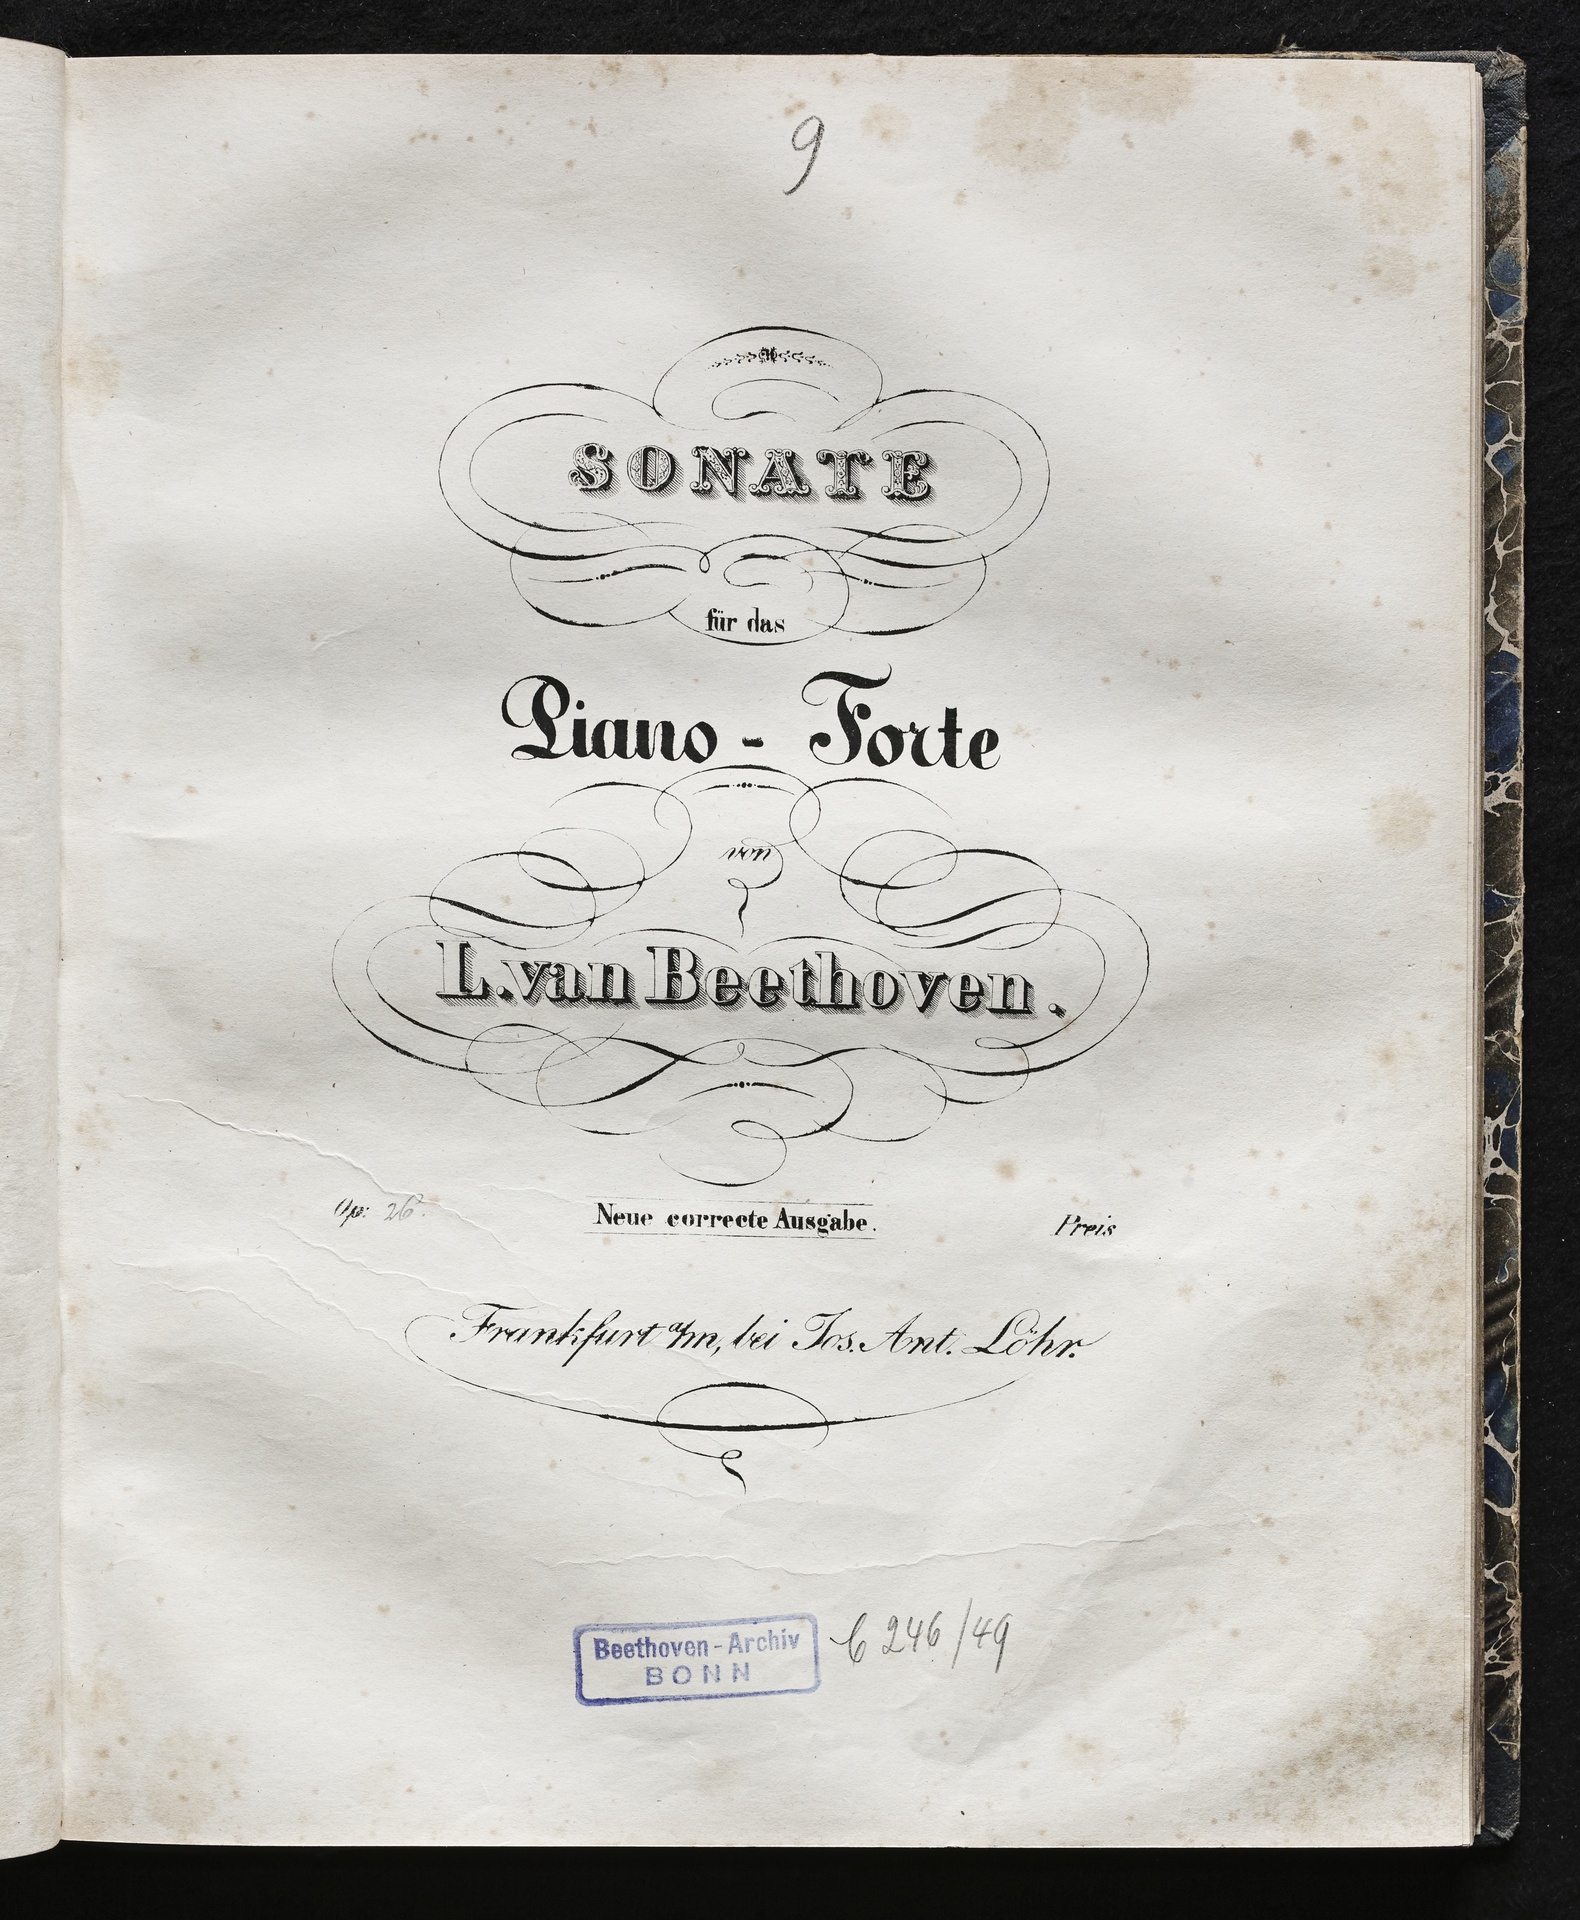 9
SONATE
für das
Piano - Forte
von
L. van Beethoven.
Op: 26. Neue correcte Ausgabe. Preis
Frankfurt a/m, bei Jos. Ant. Löhr.
Beethoven-Archiv
BONN
C 246/49